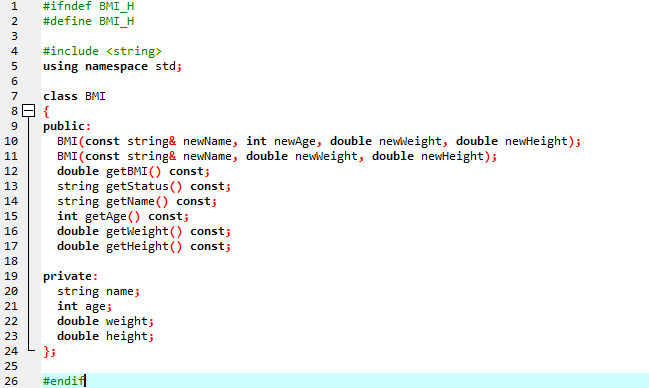 1 #ifndef BMI_H
2 #define BMI_H
3
4 #include <string>
5 using namespace std;
6
7 class BMI
8 {
9 public:
10 BMI(const string& newName, int newAge, double newWeight, double newHeight);
11 BMI(const string& newName, double newWeight, double newHeight);
12 double getBMI() const;
13 string getStatus() const;
14 string getName() const;
15 int getAge() const;
16 double getWeight() const;
17 double getHeight() const;
18
19 private:
20 string name;
21 int age;
22 double weight;
23 double height;
24 };
25
26 #endif